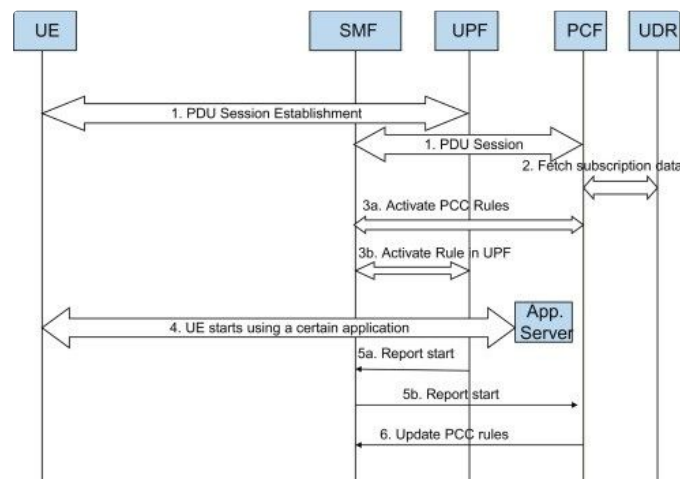 UE
SMF
UPF
PCF
UDR
1. PDU Session Establishment
1. PDU Session
2. Fetch subscription data
3a. Activate PCC Rules
3b. Activate Rule in UPF
4. UE starts using a certain application
App.
Server
5a. Report start
5b. Report start
6. Update PCC rules